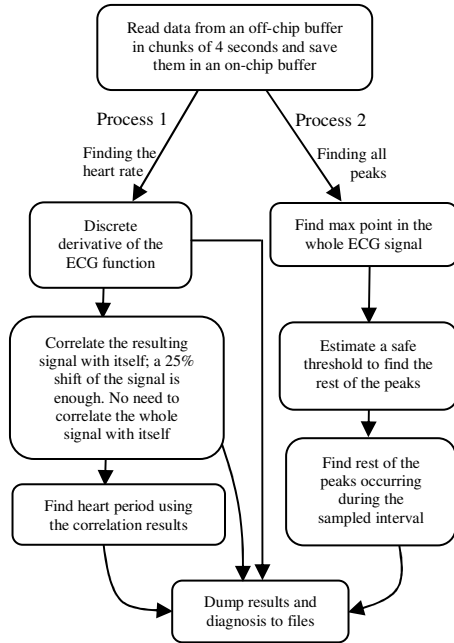 Read data from an off-chip buffer
in chunks of 4 seconds and save
them in an on-chip buffer
Process 1
Process 2
Finding the
heart rate
Finding all
peaks
Discrete
derivative of the
ECG function
Find max point in the
whole ECG signal
Correlate the resulting
signal with itself; a 25%
shift of the signal is
enough. No need to
correlate the whole
signal with itself
Estimate a safe
threshold to find the
rest of the peaks
Find heart period using
the correlation results
Find rest of the
peaks occurring
during the
sampled interval
Dump results and
diagnosis to files